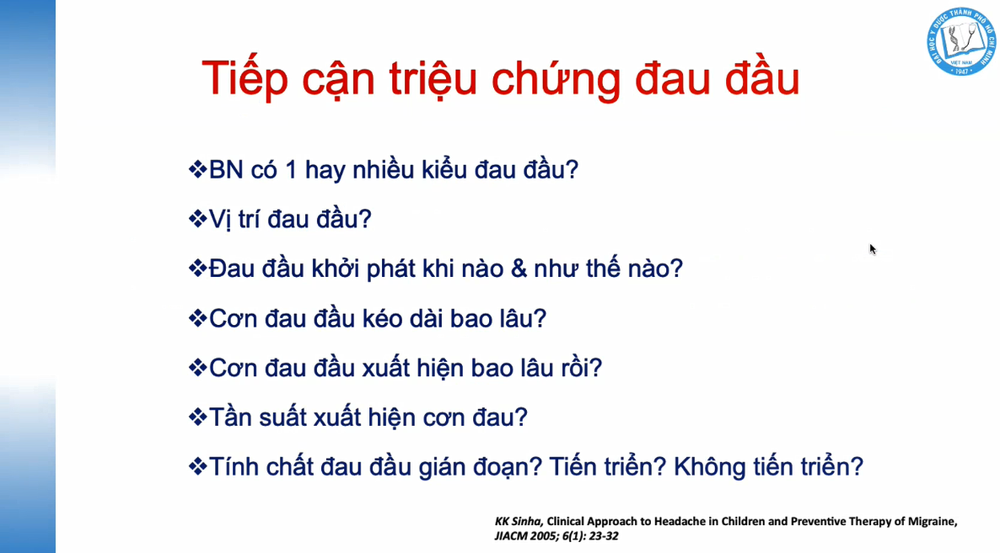 ĐẠI HỌC Y DƯỢC THÀNH PHỐ HỒ CHÍ MINH
VIỆT NAM
1947
Tiếp cận triệu chứng đau đầu
❖BN có 1 hay nhiều kiểu đau đầu?
❖Vị trí đau đầu?
❖Đau đầu khởi phát khi nào & như thế nào?
❖Cơn đau đầu kéo dài bao lâu?
❖Cơn đau đầu xuất hiện bao lâu rồi?
❖Tần suất xuất hiện cơn đau?
❖Tính chất đau đầu gián đoạn? Tiến triển? Không tiến triển?
KK Sinha, Clinical Approach to Headache in Children and Preventive Therapy of Migraine,
JIACM 2005; 6(1): 23-32